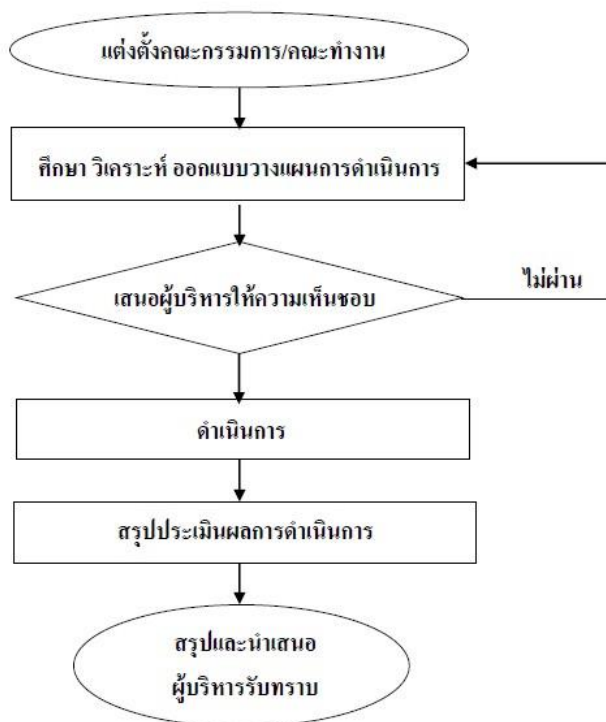 แต่งตั้งคณะกรรมการ/คณะทำงาน
ศึกษา วิเคราะห์ ออกแบบวางแผนการดำเนินการ
เสนอผู้บริหารให้ความเห็นชอบ
ไม่ผ่าน
ดำเนินการ
สรุปประเมินผลการดำเนินการ
สรุปและนำเสนอ
ผู้บริหารรับทราบ